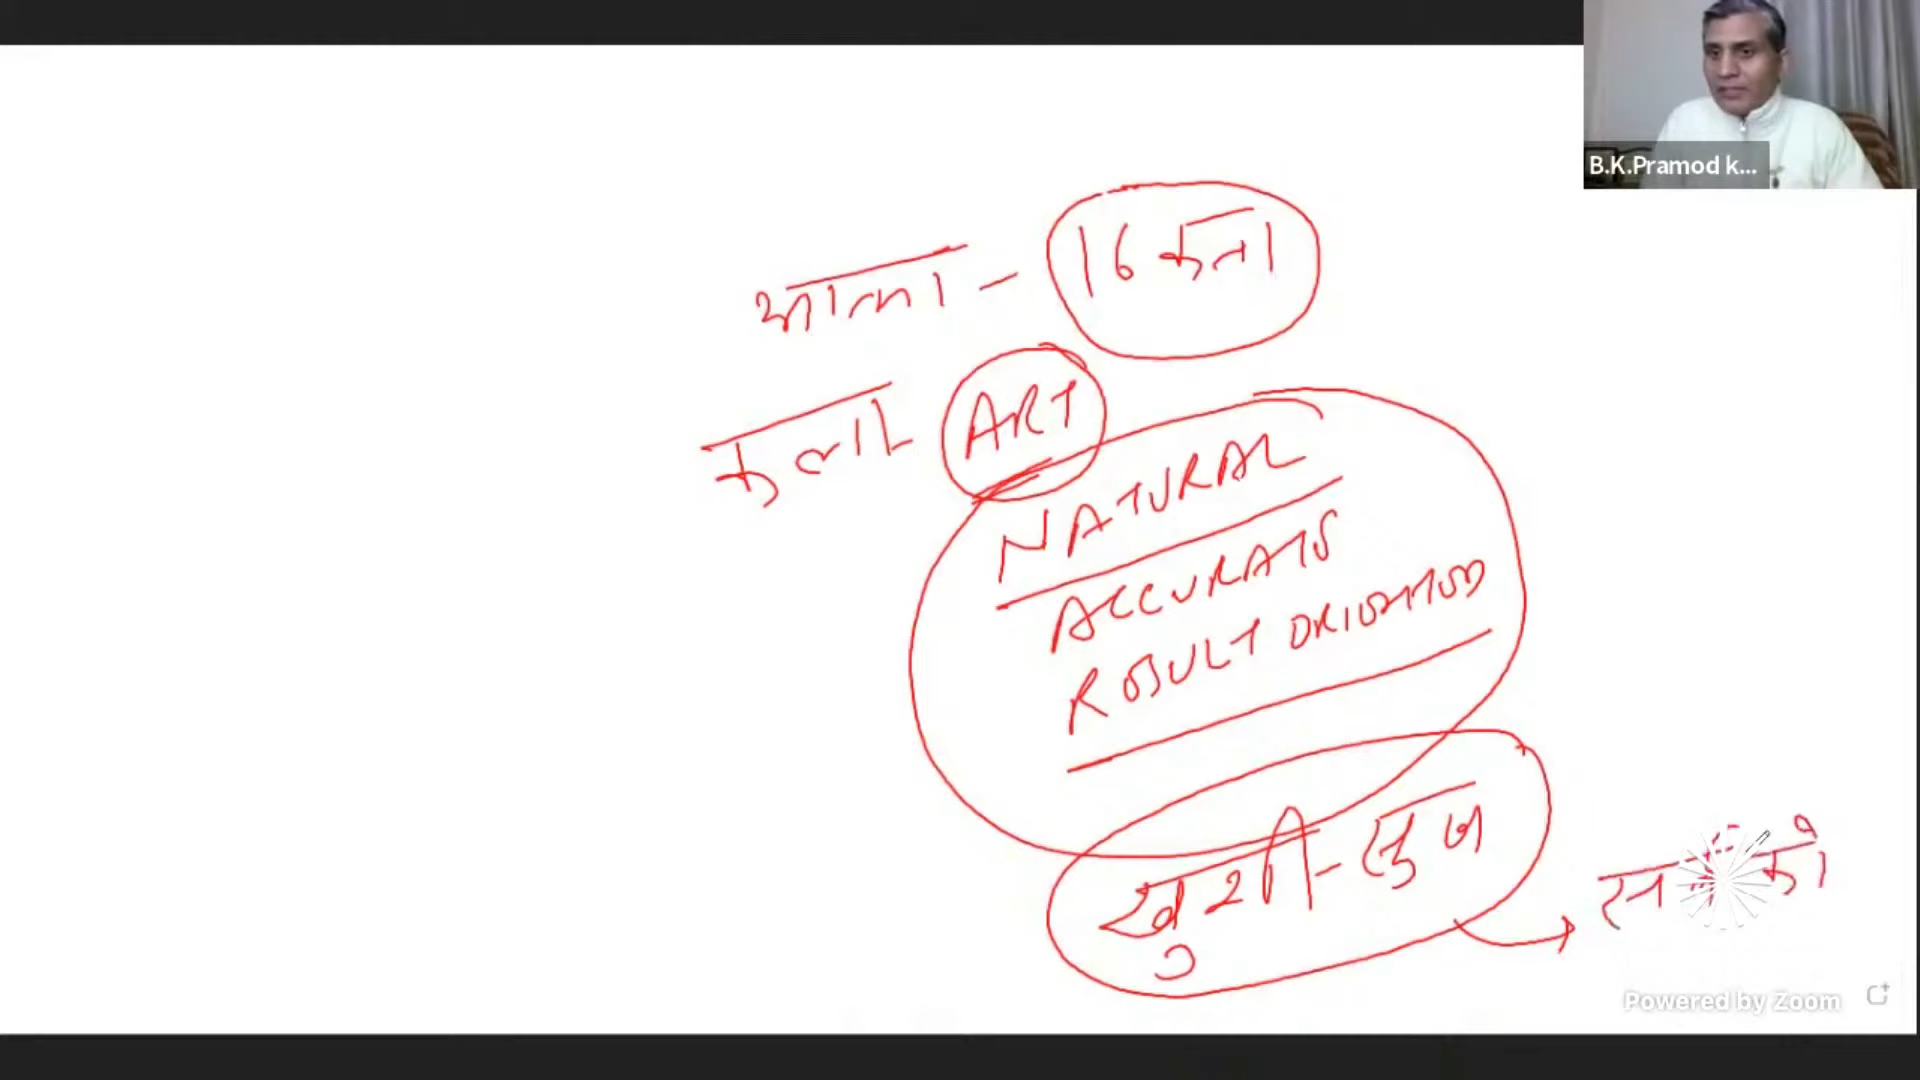 B.K.Pramod k...
आत्मा - 16 कला
कला - ART
NATURAL
ACCURATE
RESULT ORIENTED
खुशी - सुख
को
Powered by Zoom